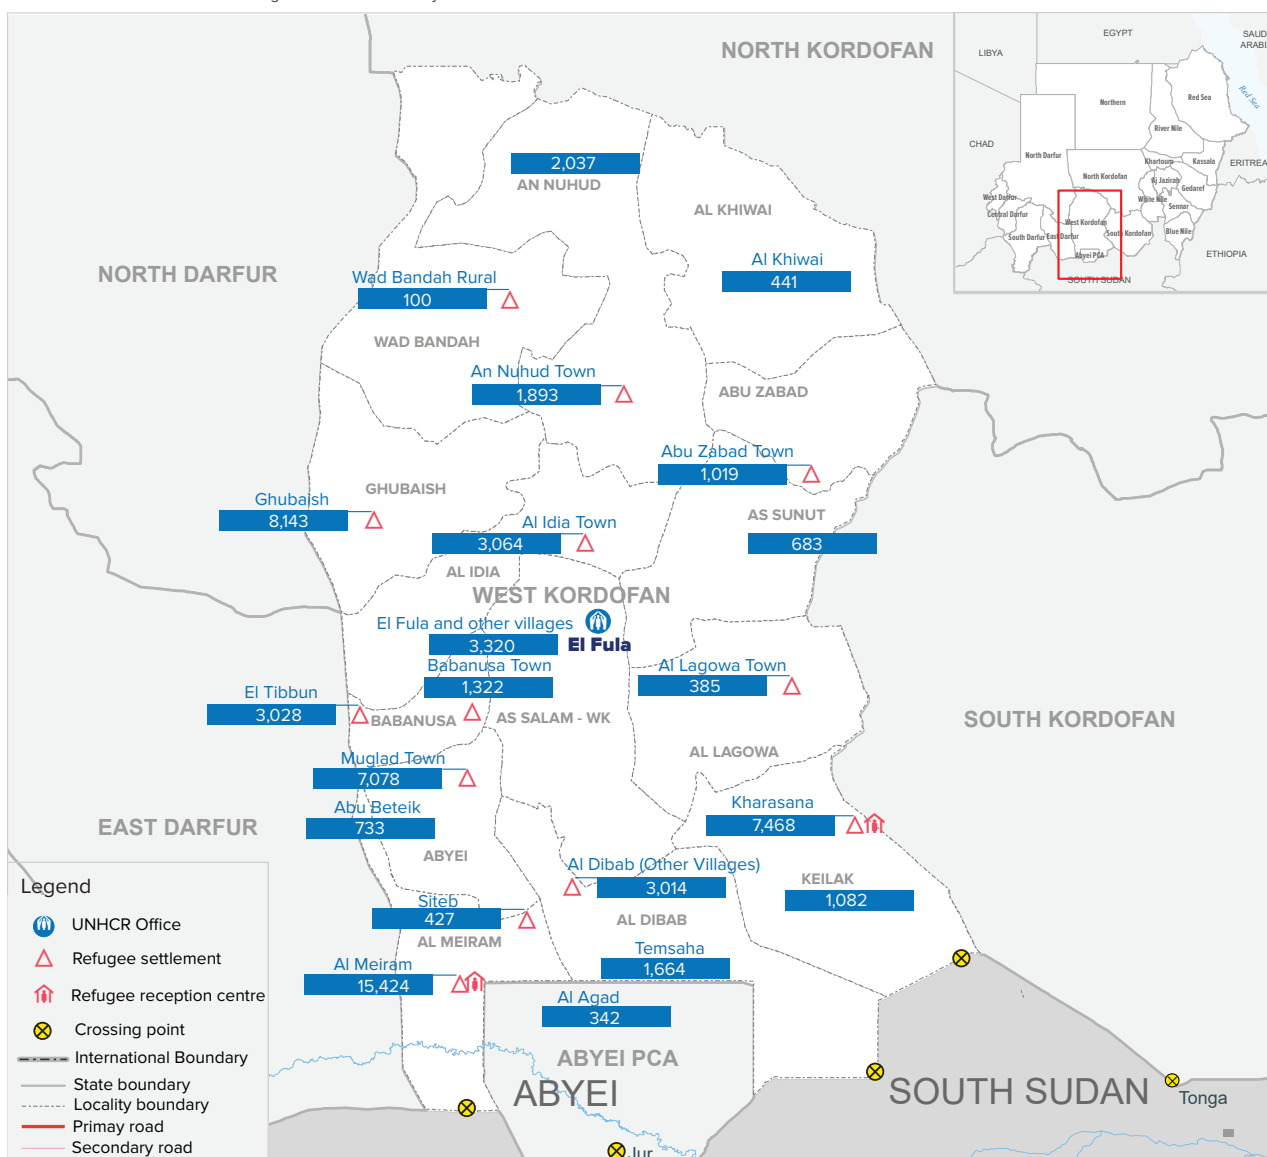 NORTH KORDOFAN
EGYPT
SAUD
ARABI
LIBYA
Red Sea
Northern
Red Sea
River Nile
CHAD
North Darfur
Khartoum
Kassala
ERITREA
North Kordofan
Aj Jazirah
Gedaref
West Darfur
White Nile
Sennar
Central Darfur
West Kordofan
South Darfur
East Darfur
South Kordofan
Blue Nile
Abyei PCA
ETHIOPIA
SOUTH SUDAN
2,037
AN NUHUD
AL KHIWAI
Al Khiwai
441
NORTH DARFUR
Wad Bandah Rural
100
WAD BANDAH
An Nuhud Town
1,893
ABU ZABAD
Abu Zabad Town
1,019
GHUBAISH
Ghubaish
8,143
AS SUNUT
683
Al Idia Town
3,064
AL IDIA
WEST KORDOFAN
El Fula and other villages
3,320
El Fula
Babanusa Town
1,322
Al Lagowa Town
385
El Tibbun
3,028
BABANUSA
AS SALAM - WK
SOUTH KORDOFAN
AL LAGOWA
Muglad Town
7,078
Abu Beteik
733
Kharasana
7,468
EAST DARFUR
ABYEI
Al Dibab (Other Villages)
3,014
KEILAK
1,082
Siteb
427
AL DIBAB
AL MEIRAM
Temsaha
1,664
Al Meiram
15,424
Al Agad
342
ABYEI PCA
ABYEI
SOUTH SUDAN
Tonga
Jur
Legend
UNHCR Office
Refugee settlement
Refugee reception centre
Crossing point
International Boundary
State boundary
Locality boundary
Primay road
Secondary road